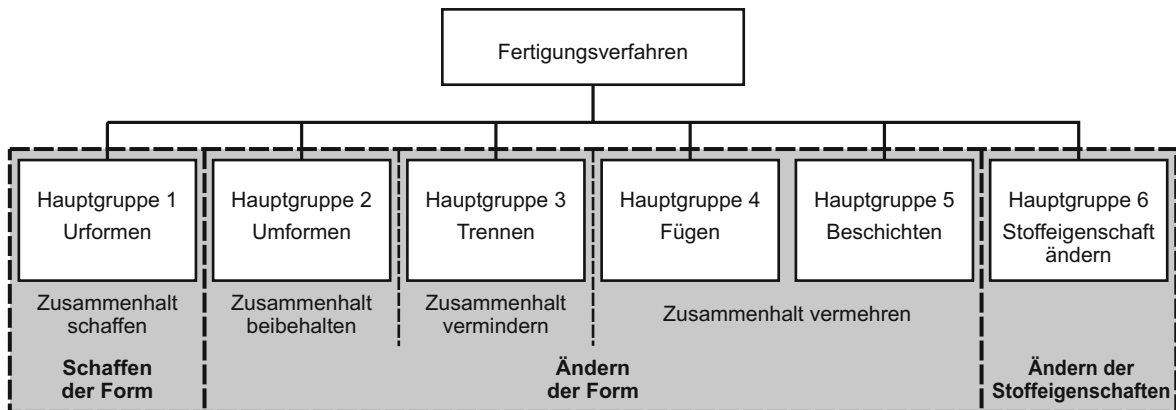 Fertigungsverfahren
Hauptgruppe 1
Urformen
Hauptgruppe 2
Umformen
Hauptgruppe 3
Trennen
Hauptgruppe 4
Fügen
Hauptgruppe 5
Beschichten
Hauptgruppe 6
Stoffeigenschaft
ändern
Zusammenhalt
schaffen
Zusammenhalt
beibehalten
Zusammenhalt
vermindern
Zusammenhalt vermehren
Schaffen
der Form
Ändern
der Form
Ändern der
Stoffeigenschaften